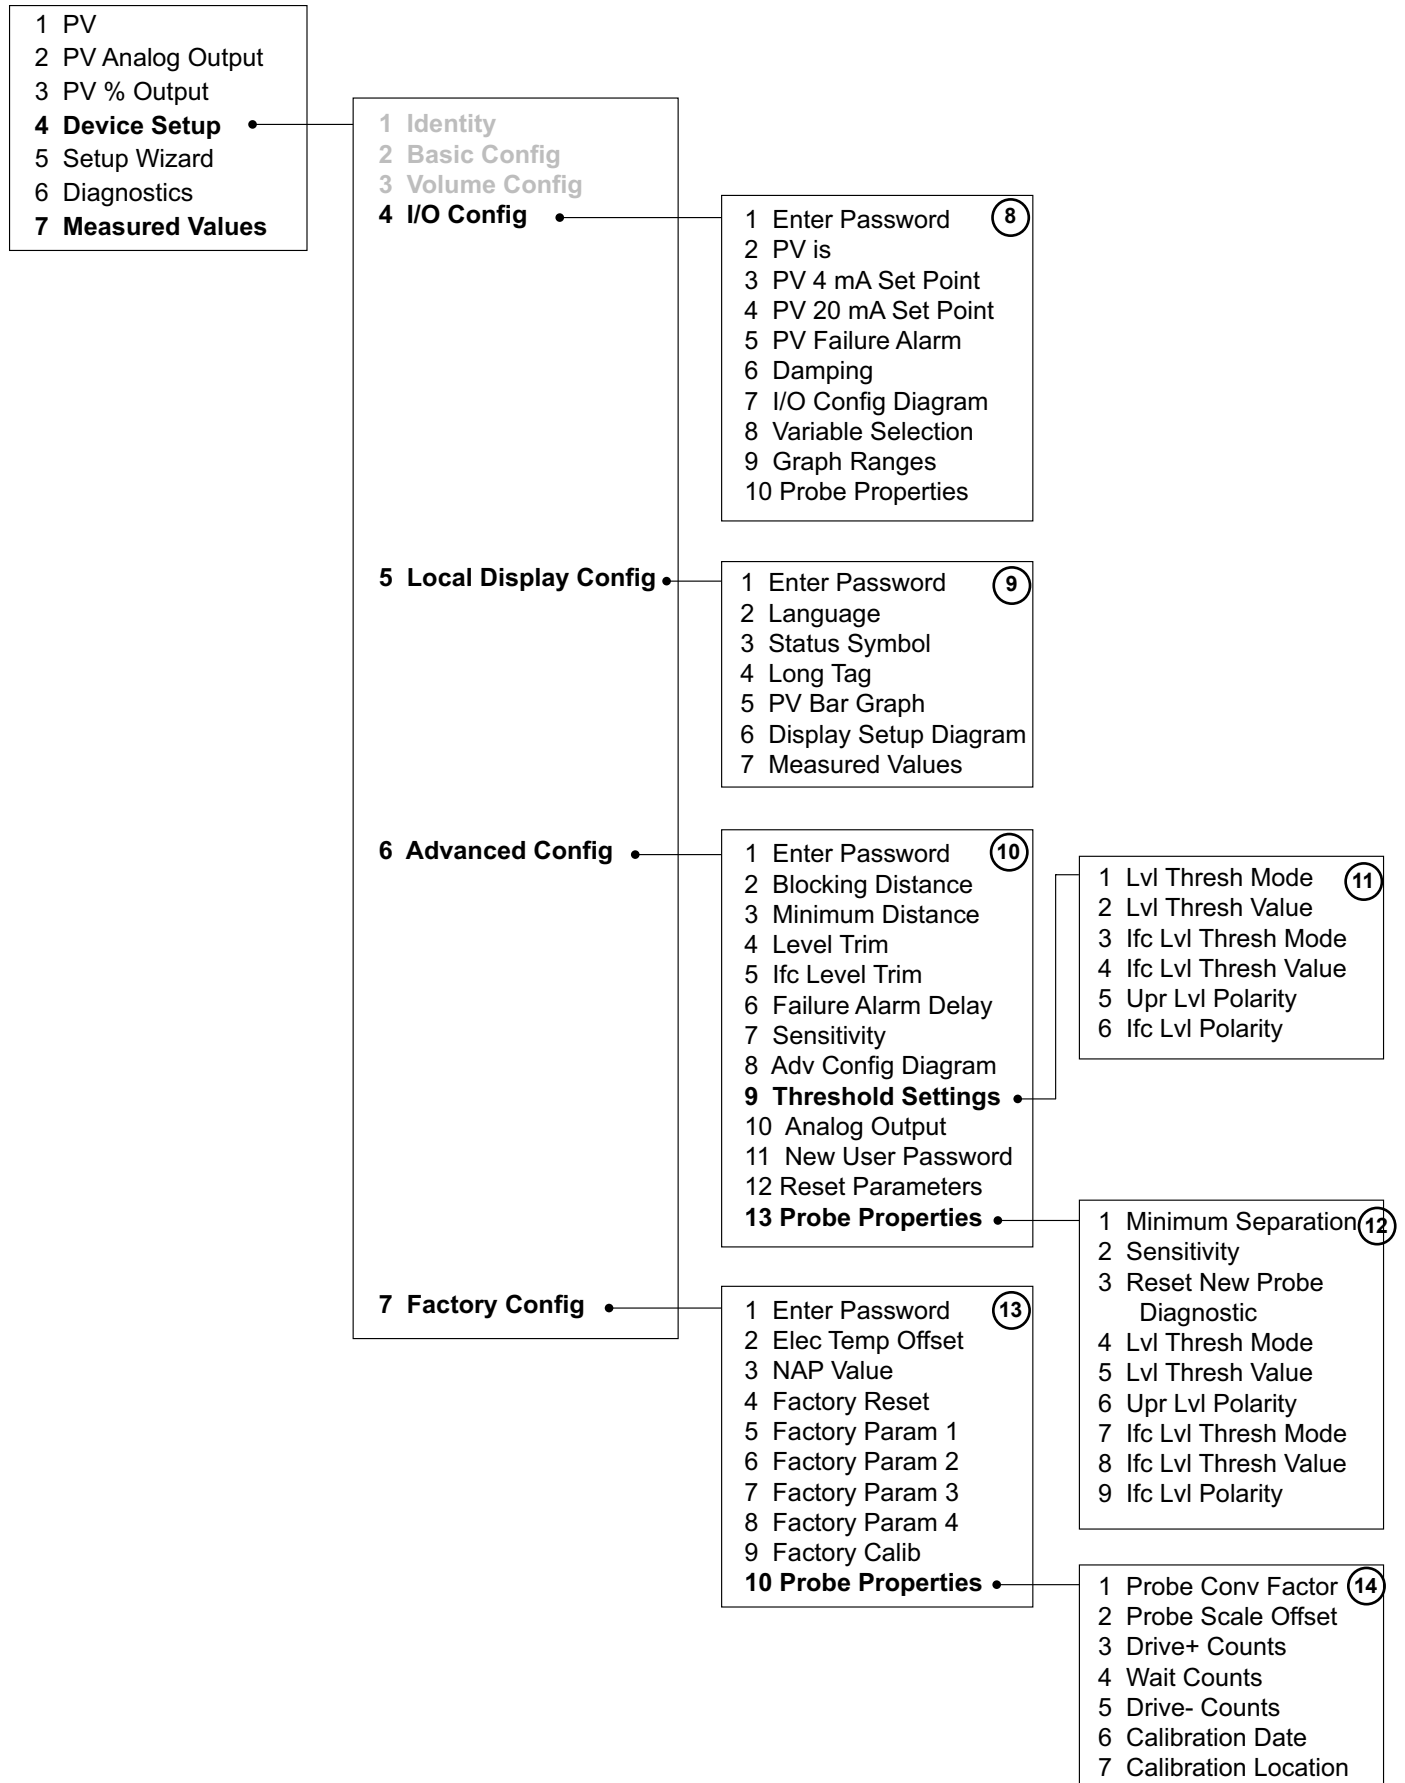 1 PV
2 PV Analog Output
3 PV % Output
4 Device Setup
5 Setup Wizard
6 Diagnostics
7 Measured Values
1 Identity
2 Basic Config
3 Volume Config
4 I/O Config
5 Local Display Config
6 Advanced Config
7 Factory Config
1 Enter Password 8
2 PV is
3 PV 4 mA Set Point
4 PV 20 mA Set Point
5 PV Failure Alarm
6 Damping
7 I/O Config Diagram
8 Variable Selection
9 Graph Ranges
10 Probe Properties
1 Enter Password 9
2 Language
3 Status Symbol
4 Long Tag
5 PV Bar Graph
6 Display Setup Diagram
7 Measured Values
1 Enter Password 10
2 Blocking Distance
3 Minimum Distance
4 Level Trim
5 Ifc Level Trim
6 Failure Alarm Delay
7 Sensitivity
8 Adv Config Diagram
9 Threshold Settings
10 Analog Output
11 New User Password
12 Reset Parameters
13 Probe Properties
1 Lvl Thresh Mode 11
2 Lvl Thresh Value
3 Ifc Lvl Thresh Mode
4 Ifc Lvl Thresh Value
5 Upr Lvl Polarity
6 Ifc Lvl Polarity
1 Minimum Separation 12
2 Sensitivity
3 Reset New Probe
Diagnostic
4 Lvl Thresh Mode
5 Lvl Thresh Value
6 Upr Lvl Polarity
7 Ifc Lvl Thresh Mode
8 Ifc Lvl Thresh Value
9 Ifc Lvl Polarity
1 Enter Password 13
2 Elec Temp Offset
3 NAP Value
4 Factory Reset
5 Factory Param 1
6 Factory Param 2
7 Factory Param 3
8 Factory Param 4
9 Factory Calib
10 Probe Properties
1 Probe Conv Factor 14
2 Probe Scale Offset
3 Drive+ Counts
4 Wait Counts
5 Drive- Counts
6 Calibration Date
7 Calibration Location